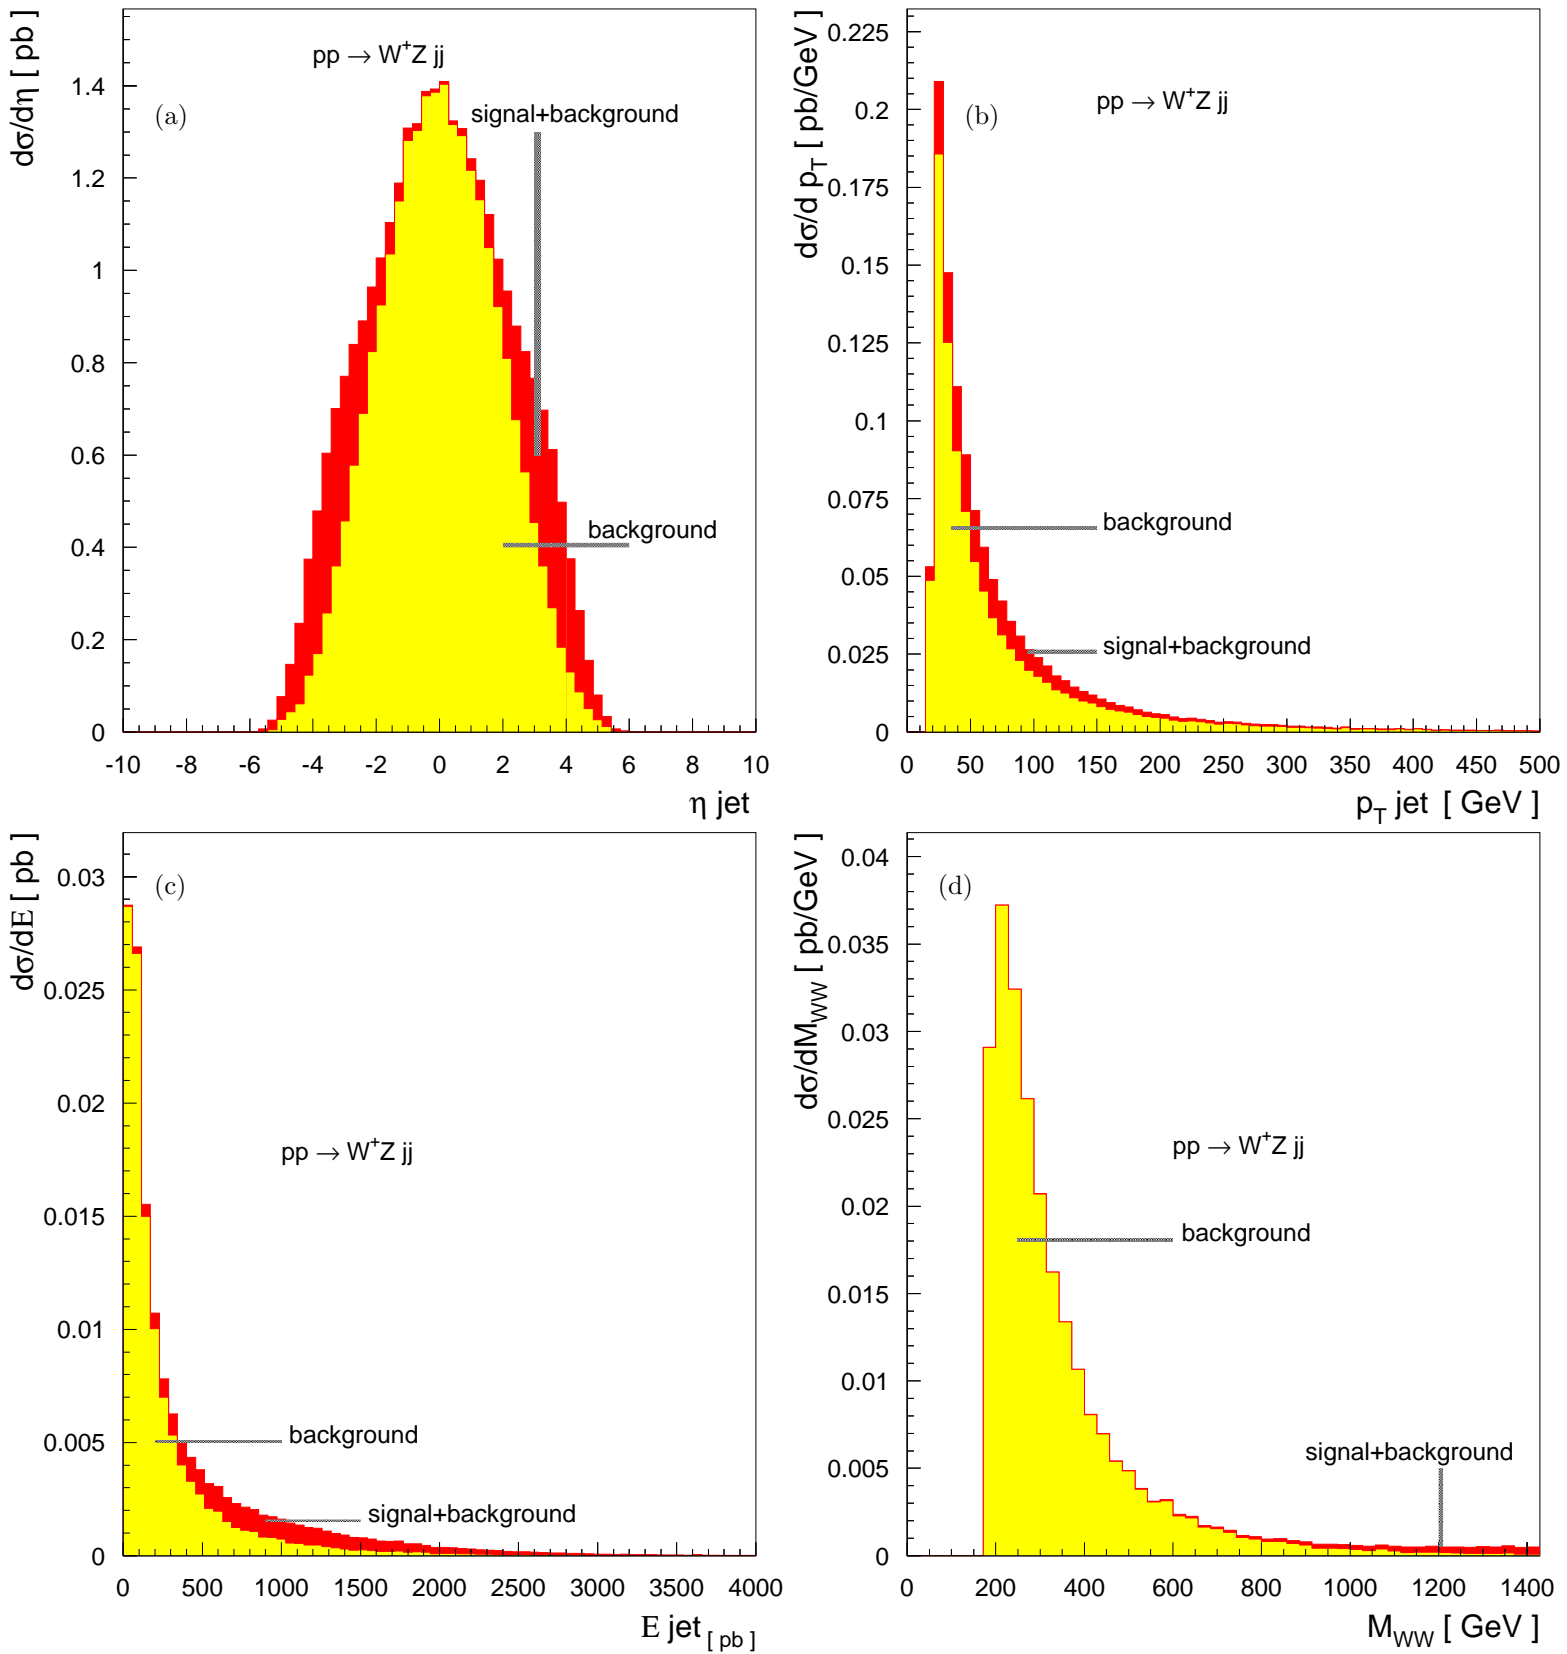 dσ/dη [ pb ]
pp → W⁺Z jj
(a)
signal+background
background
1.4
1.2
1
0.8
0.6
0.4
0.2
0
-10 -8 -6 -4 -2 0 2 4 6 8 10
η jet
dσ/d p_T [ pb/GeV ]
pp → W⁺Z jj
(b)
background
signal+background
0.225
0.2
0.175
0.15
0.125
0.1
0.075
0.05
0.025
0
0 50 100 150 200 250 300 350 400 450 500
p_T jet [ GeV ]
dσ/dE [ pb ]
(c)
pp → W⁺Z jj
background
signal+background
0.03
0.025
0.02
0.015
0.01
0.005
0
0 500 1000 1500 2000 2500 3000 3500 4000
E jet [ pb ]
dσ/dM_WW [ pb/GeV ]
(d)
pp → W⁺Z jj
background
signal+background
0.04
0.035
0.03
0.025
0.02
0.015
0.01
0.005
0
0 200 400 600 800 1000 1200 1400
M_WW [ GeV ]